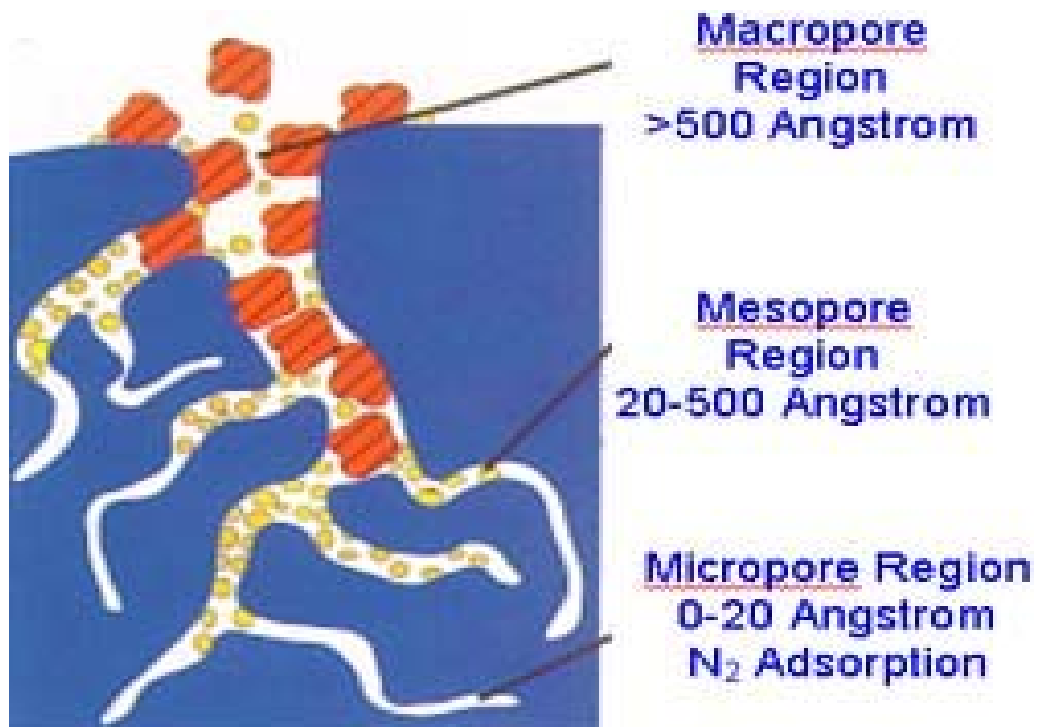 Macropore
Region
>500 Angstrom
Mesopore
Region
20-500 Angstrom
Micropore Region
0-20 Angstrom
N₂ Adsorption